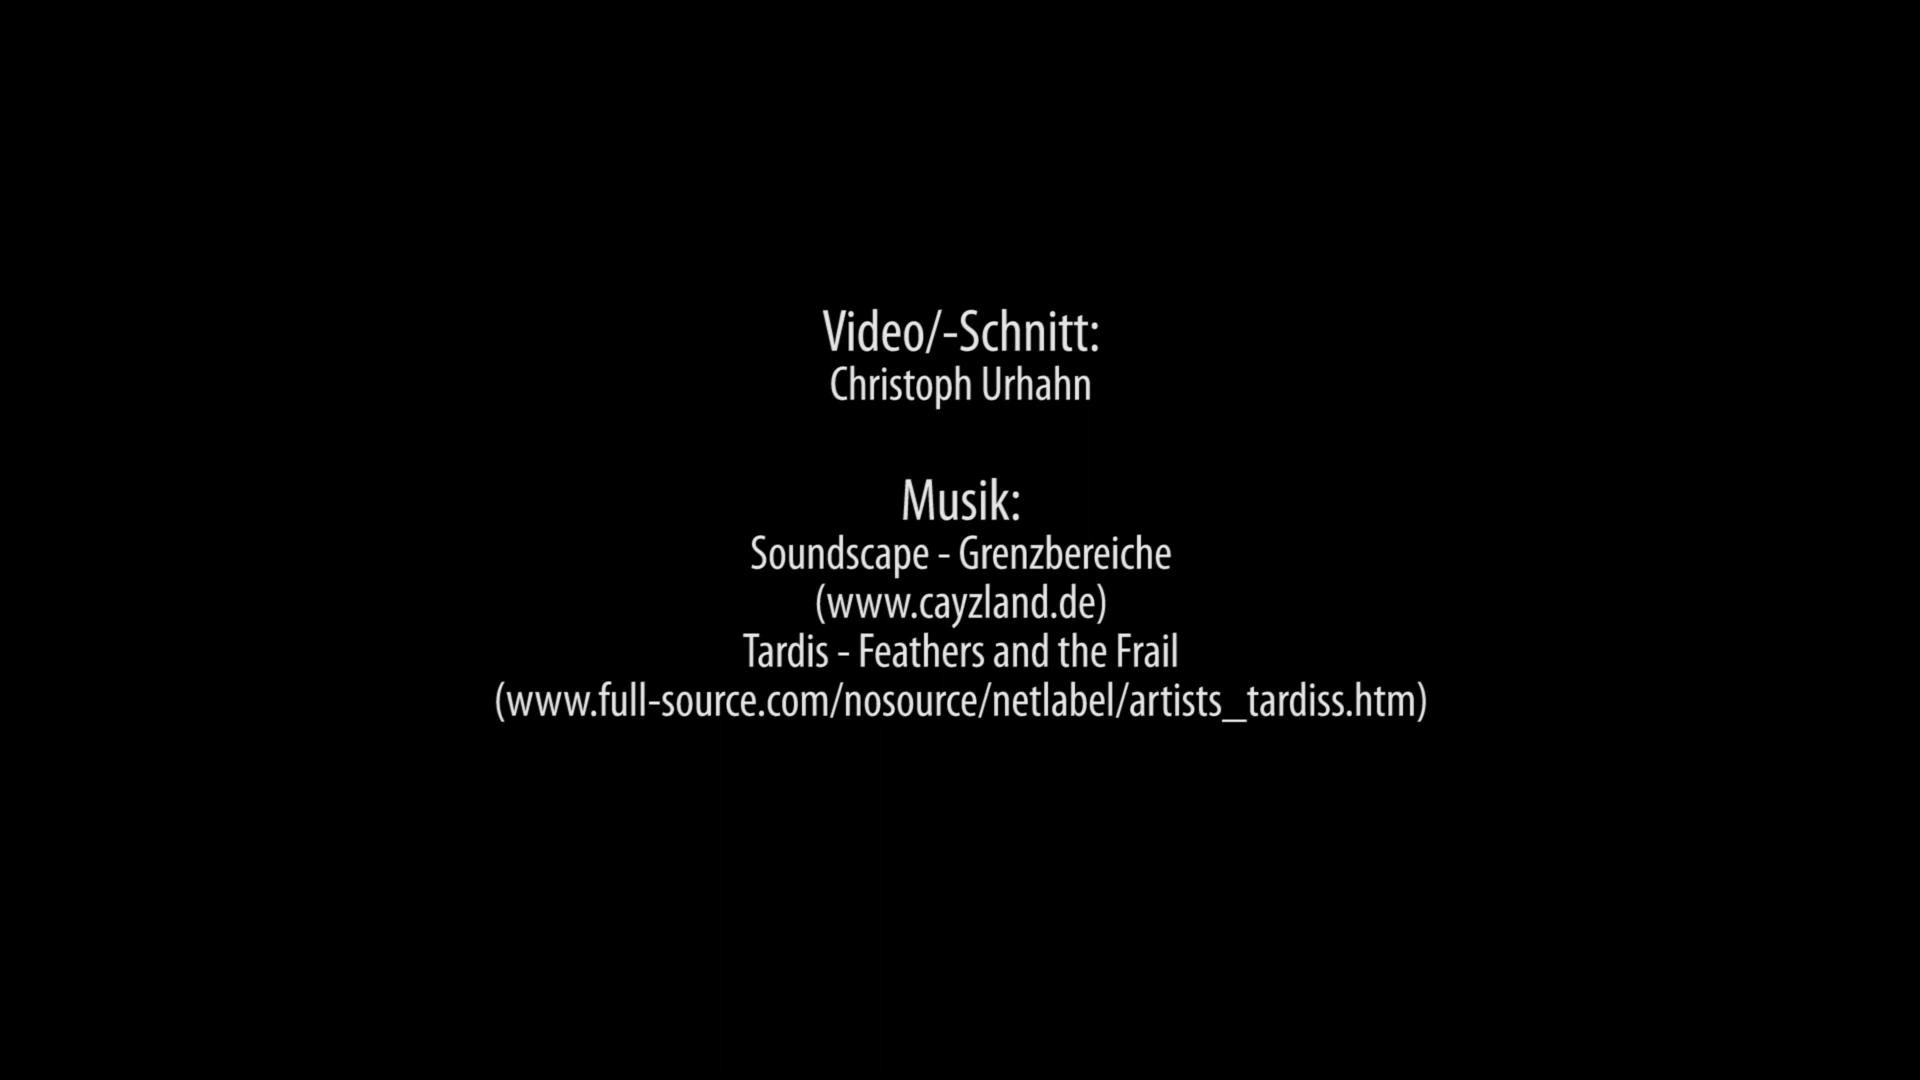 Video/-Schnitt:
Christoph Urhahn
Musik:
Soundscape - Grenzbereiche
(www.cayzland.de)
Tardis - Feathers and the Frail
(www.full-source.com/nosource/netlabel/artists_tardiss.htm)